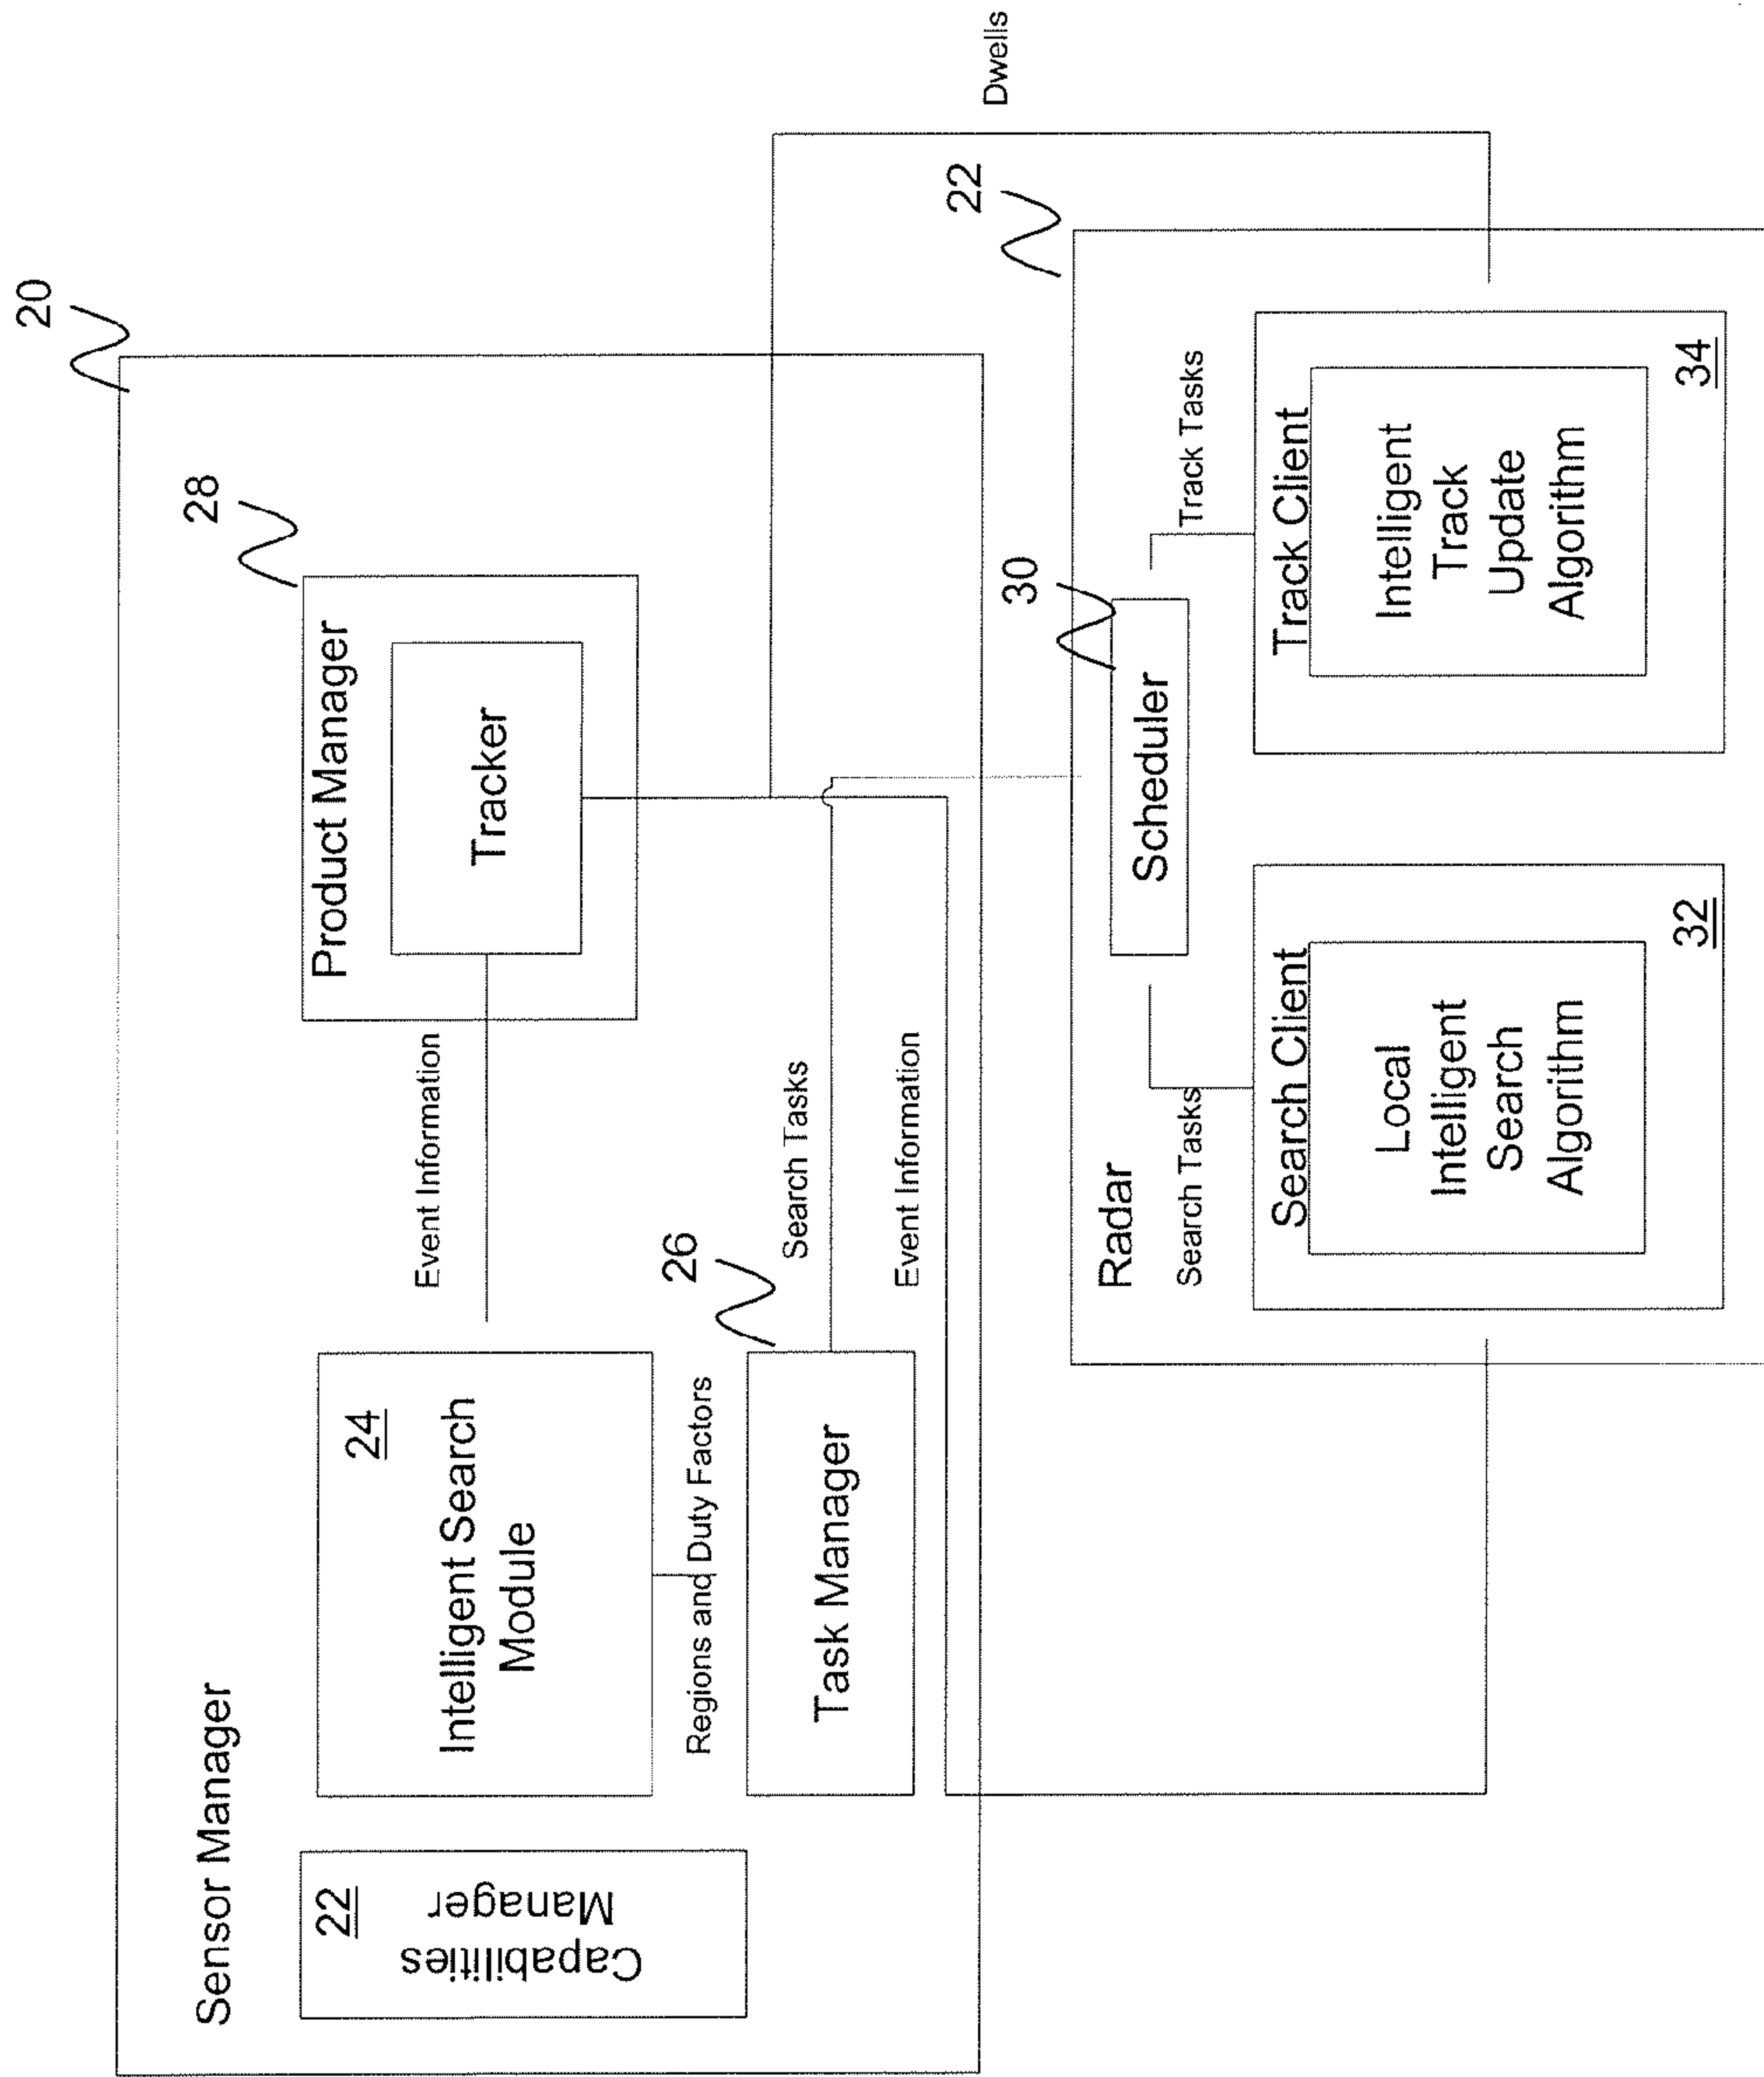 20
Sensor Manager
28
22
Capabilities
Manager
24
Intelligent Search
Module
Event Information
Product Manager
Tracker
Regions and Duty Factors
26
Task Manager
Search Tasks
Event Information
Dwells
22
Radar
30
Scheduler
Search Tasks
Track Tasks
Search Client
Local
Intelligent
Search
Algorithm
32
Track Client
Intelligent
Track
Update
Algorithm
34